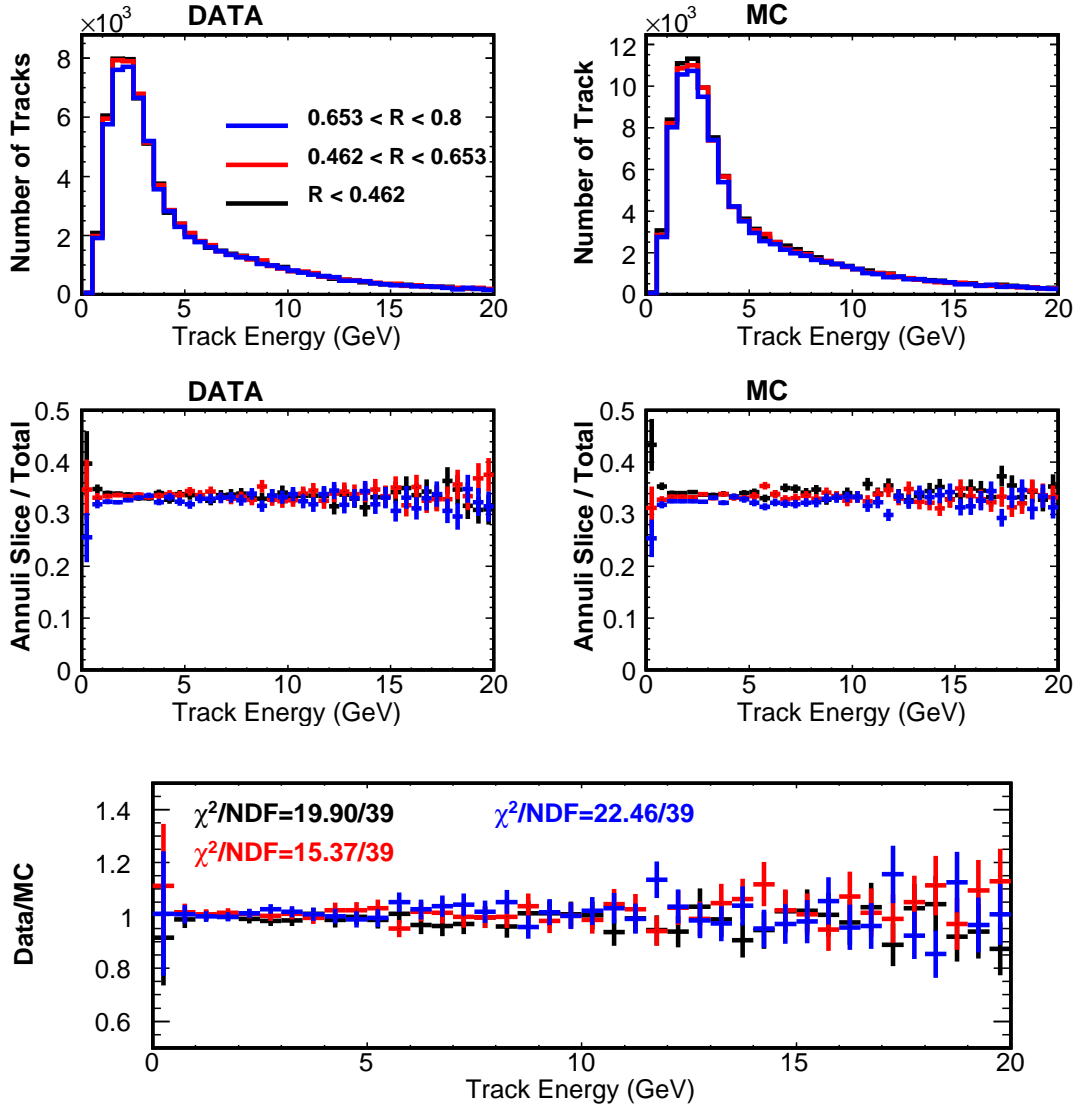 DATA
×10³
Number of Tracks
8
6
4
2
0
0.653 < R < 0.8
0.462 < R < 0.653
R < 0.462
0 5 10 15 20
Track Energy (GeV)
MC
×10³
Number of Track
12
10
8
6
4
2
0
0 5 10 15 20
Track Energy (GeV)
DATA
Annuli Slice / Total
0.5
0.4
0.3
0.2
0.1
0
0 5 10 15 20
Track Energy (GeV)
MC
Annuli Slice / Total
0.5
0.4
0.3
0.2
0.1
0
0 5 10 15 20
Track Energy (GeV)
Data/MC
1.4
1.2
1
0.8
0.6
χ²/NDF=19.90/39
χ²/NDF=22.46/39
χ²/NDF=15.37/39
0 5 10 15 20
Track Energy (GeV)